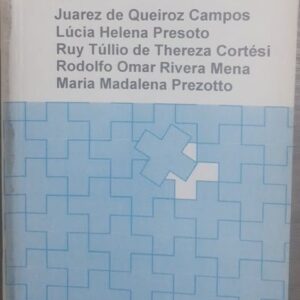 Juarez de Queiroz Campos
Lúcia Helena Presoto
Ruy Túllio de Thereza Cortési
Rodolfo Omar Rivera Mena
Maria Madalena Prezotto